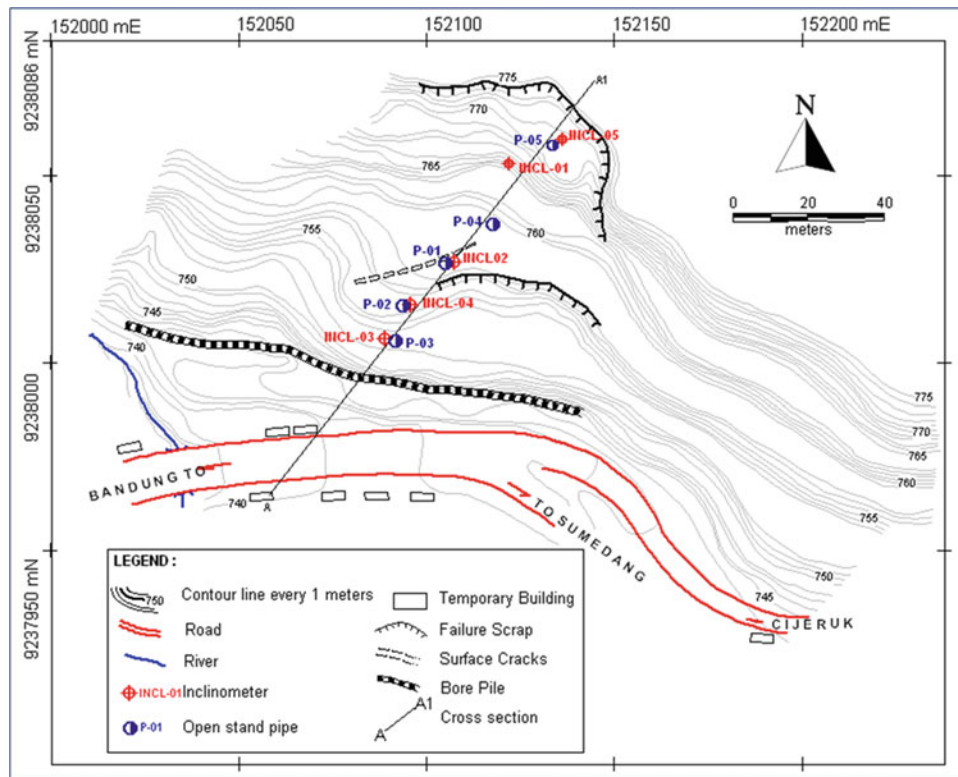 152000 mE
152050
152100
152150
152200 mE
9238086 mN
9238050
9238000
9237950 mN
775
A1
770
P-05
INCL-05
765
INCL-01
N
0 20 40
meters
P-04
755
760
P-01
INCL02
750
P-02
INCL-04
745
INCL-03
P-03
740
775
770
765
760
755
BANDUNG TO
740
A
TO SUMEDANG
750
745
CIJERUK
LEGEND :
750
Contour line every 1 meters
Road
River
INCL-01 Inclinometer
P-01 Open stand pipe
Temporary Building
Failure Scrap
Surface Cracks
Bore Pile
A1
Cross section
A